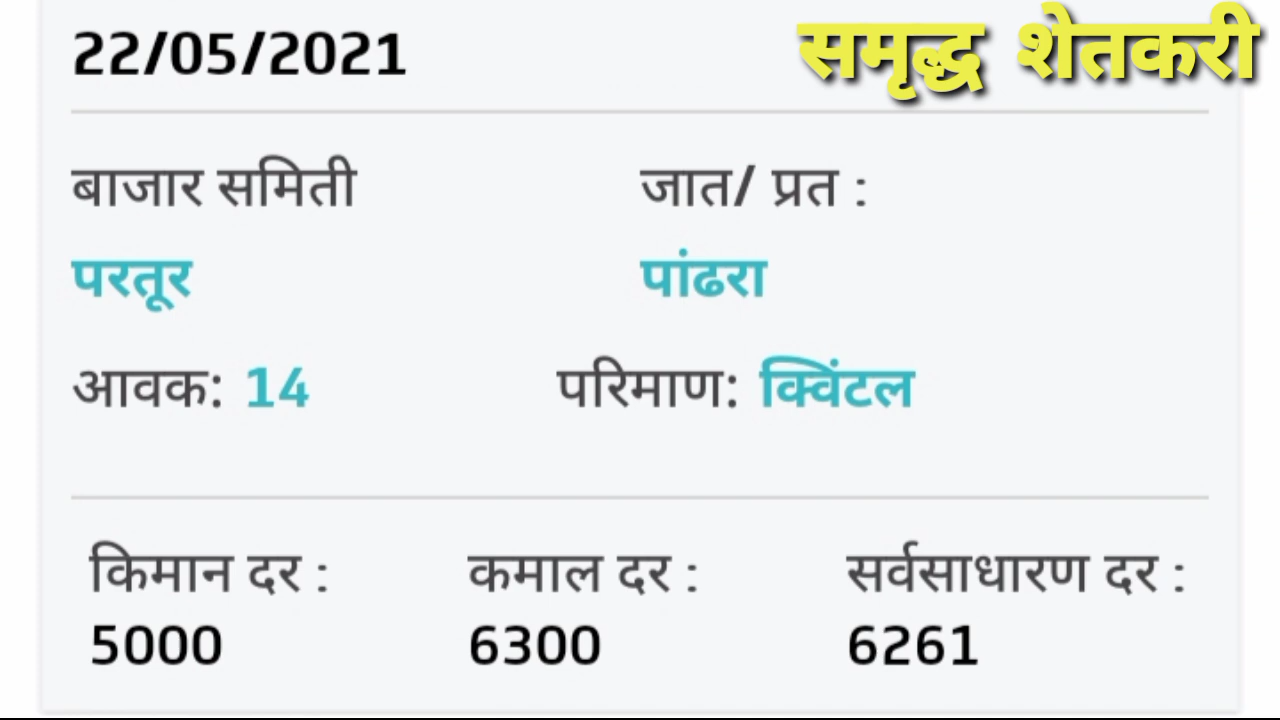 22/05/2021
समृद्ध शेतकरी
बाजार समिती
जात/ प्रत :
परतूर
पांढरा
आवक: 14
परिमाण: क्विंटल
किमान दर :
कमाल दर :
सर्वसाधारण दर :
5000
6300
6261